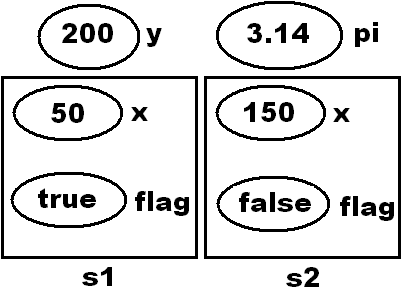 200 y 3.14 pi
50 x 150 x
true flag false flag
s1 s2